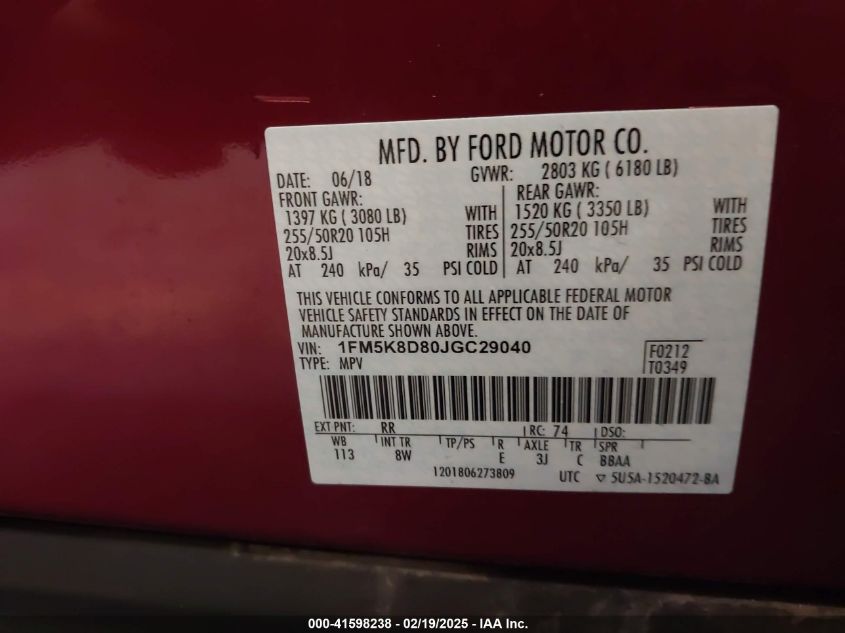 MFD. BY FORD MOTOR CO.
DATE: 06/18 GVWR: 2803 KG ( 6180 LB)
FRONT GAWR: REAR GAWR:
1397 KG ( 3080 LB) WITH 1520 KG ( 3350 LB) WITH
255/50R20 105H TIRES 255/50R20 105H TIRES
20x8.5J RIMS 20x8.5J RIMS
AT 240 kPa/ 35 PSI COLD AT 240 kPa/ 35 PSI COLD
THIS VEHICLE CONFORMS TO ALL APPLICABLE FEDERAL MOTOR
VEHICLE SAFETY STANDARDS IN EFFECT ON THE DATE OF
MANUFACTURE SHOWN ABOVE.
VIN: 1FM5K8D80JGC29040 F0212
TYPE: MPV T0349
EXT PNT: RR RC: 74 DSO:
WB INT TR TP/PS R AXLE TR SPR
113 8W E 3J C BBAA
1201806273809 UTC ▽ 5U5A-1520472-BA
000-41598238 - 02/19/2025 - IAA Inc.